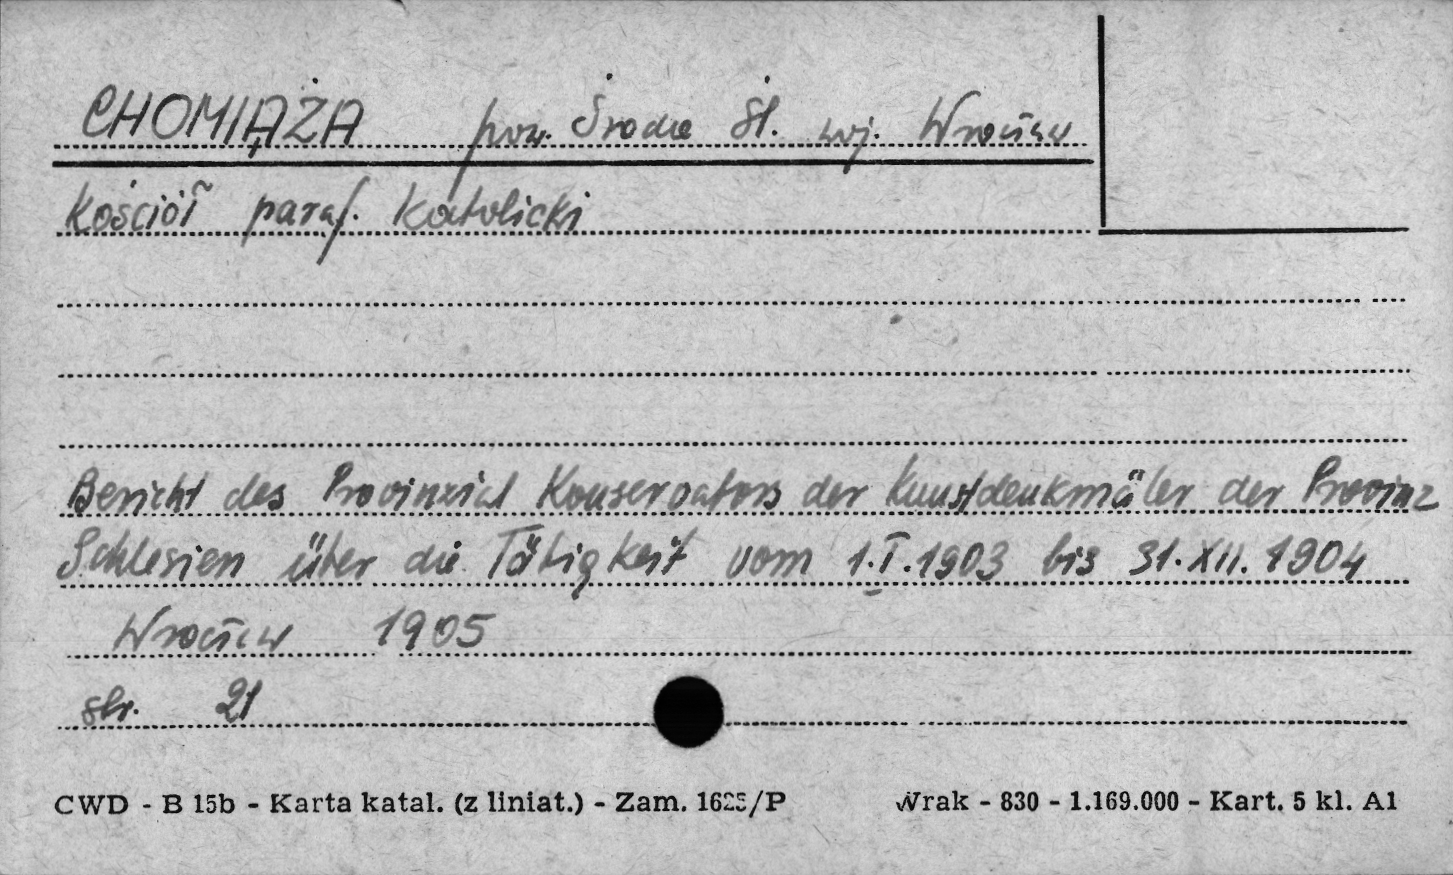 CHOMIĄŻA pow. Środa Śl. woj. Wrocław
Kościół paraf. Katolicki
Bericht des Provinzial Konservators der Kunstdenkmäler der Provinz
Schlesien über die Tätigkeit vom 1.I.1903 bis 31.XII.1904
Wrocław 1905
str. 21
CWD - B 15b - Karta katal. (z liniat.) - Zam. 1625/P Wrak - 830 - 1.169.000 - Kart. 5 kl. A1